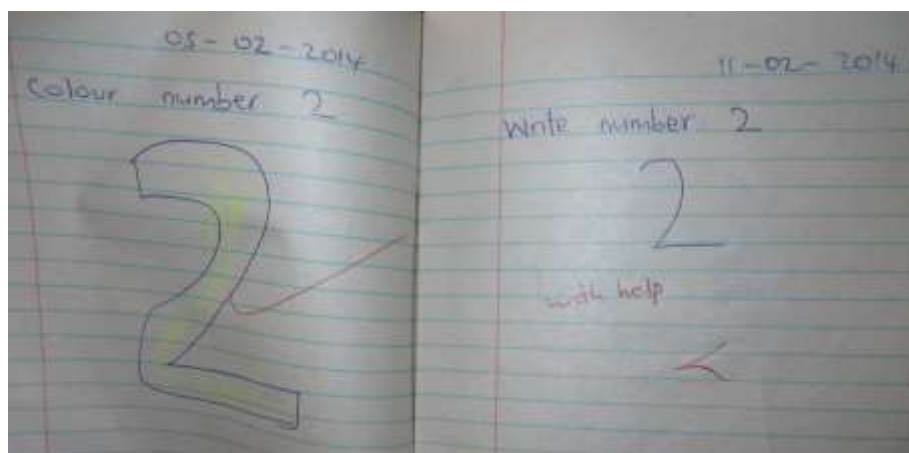 05-02-2014
Colour number 2
2
11-02-2014
Write number 2
2
with help